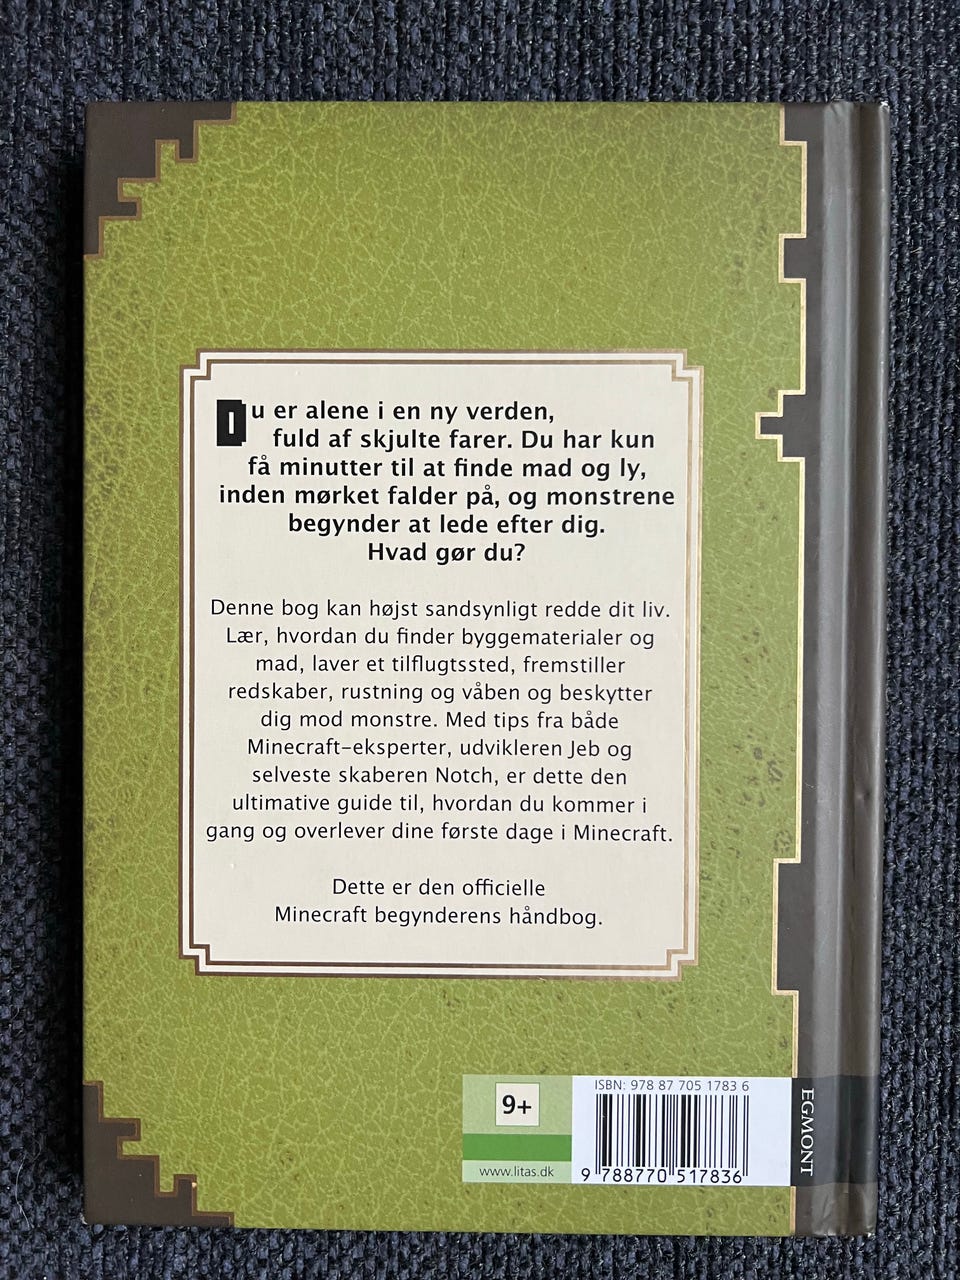 Du er alene i en ny verden,
fuld af skjulte farer. Du har kun
få minutter til at finde mad og ly,
inden mørket falder på, og monstrene
begynder at lede efter dig.
Hvad gør du?
Denne bog kan højst sandsynligt redde dit liv.
Lær, hvordan du finder byggematerialer og
mad, laver et tilflugtssted, fremstiller
redskaber, rustning og våben og beskytter
dig mod monstre. Med tips fra både
Minecraft-eksperter, udvikleren Jeb og
selveste skaberen Notch, er dette den
ultimative guide til, hvordan du kommer i
gang og overlever dine første dage i Minecraft.
Dette er den officielle
Minecraft begynderens håndbog.
9+
www.litas.dk
ISBN: 978 87 705 1783 6
9 788770 517836
EGMONT